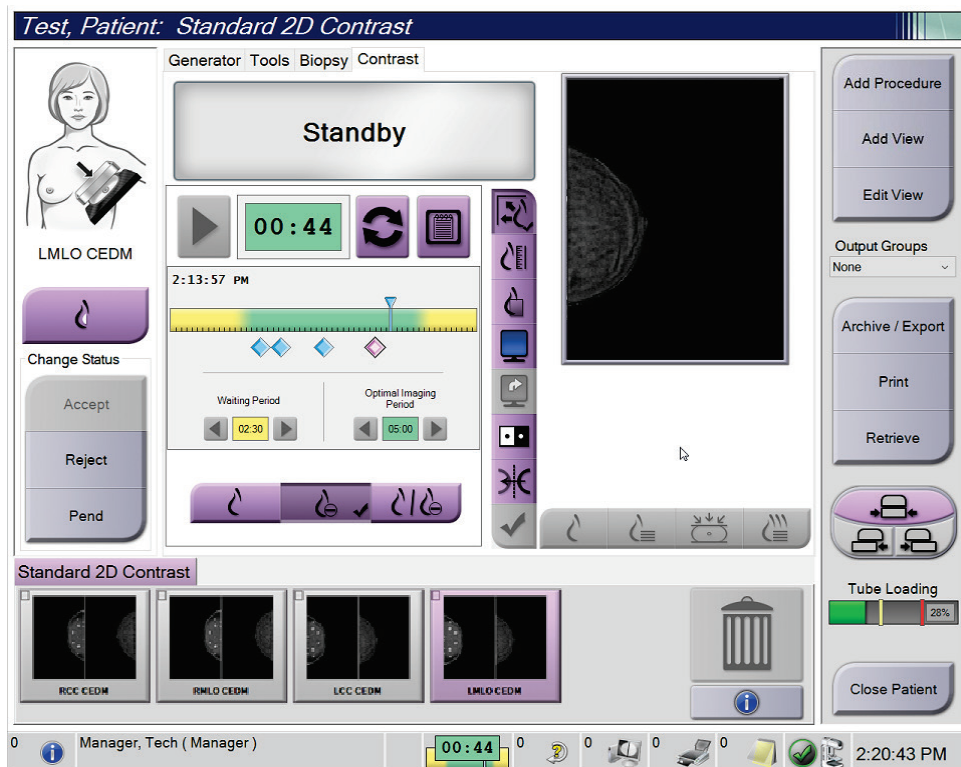 Test, Patient:  Standard 2D Contrast
Generator Tools Biopsy Contrast
Standby
LMLO CEDM
00:44
2:13:57 PM
Waiting Period
Optimal Imaging
Period
02:30
05:00
Change Status
Accept
Reject
Pend
Add Procedure
Add View
Edit View
Output Groups
None
Archive / Export
Print
Retrieve
Tube Loading
28%
Close Patient
Standard 2D Contrast
RCC CEDM
RMLO CEDM
LCC CEDM
LMLO CEDM
0
Manager, Tech ( Manager )
00:44
0
0
0
0
2:20:43 PM